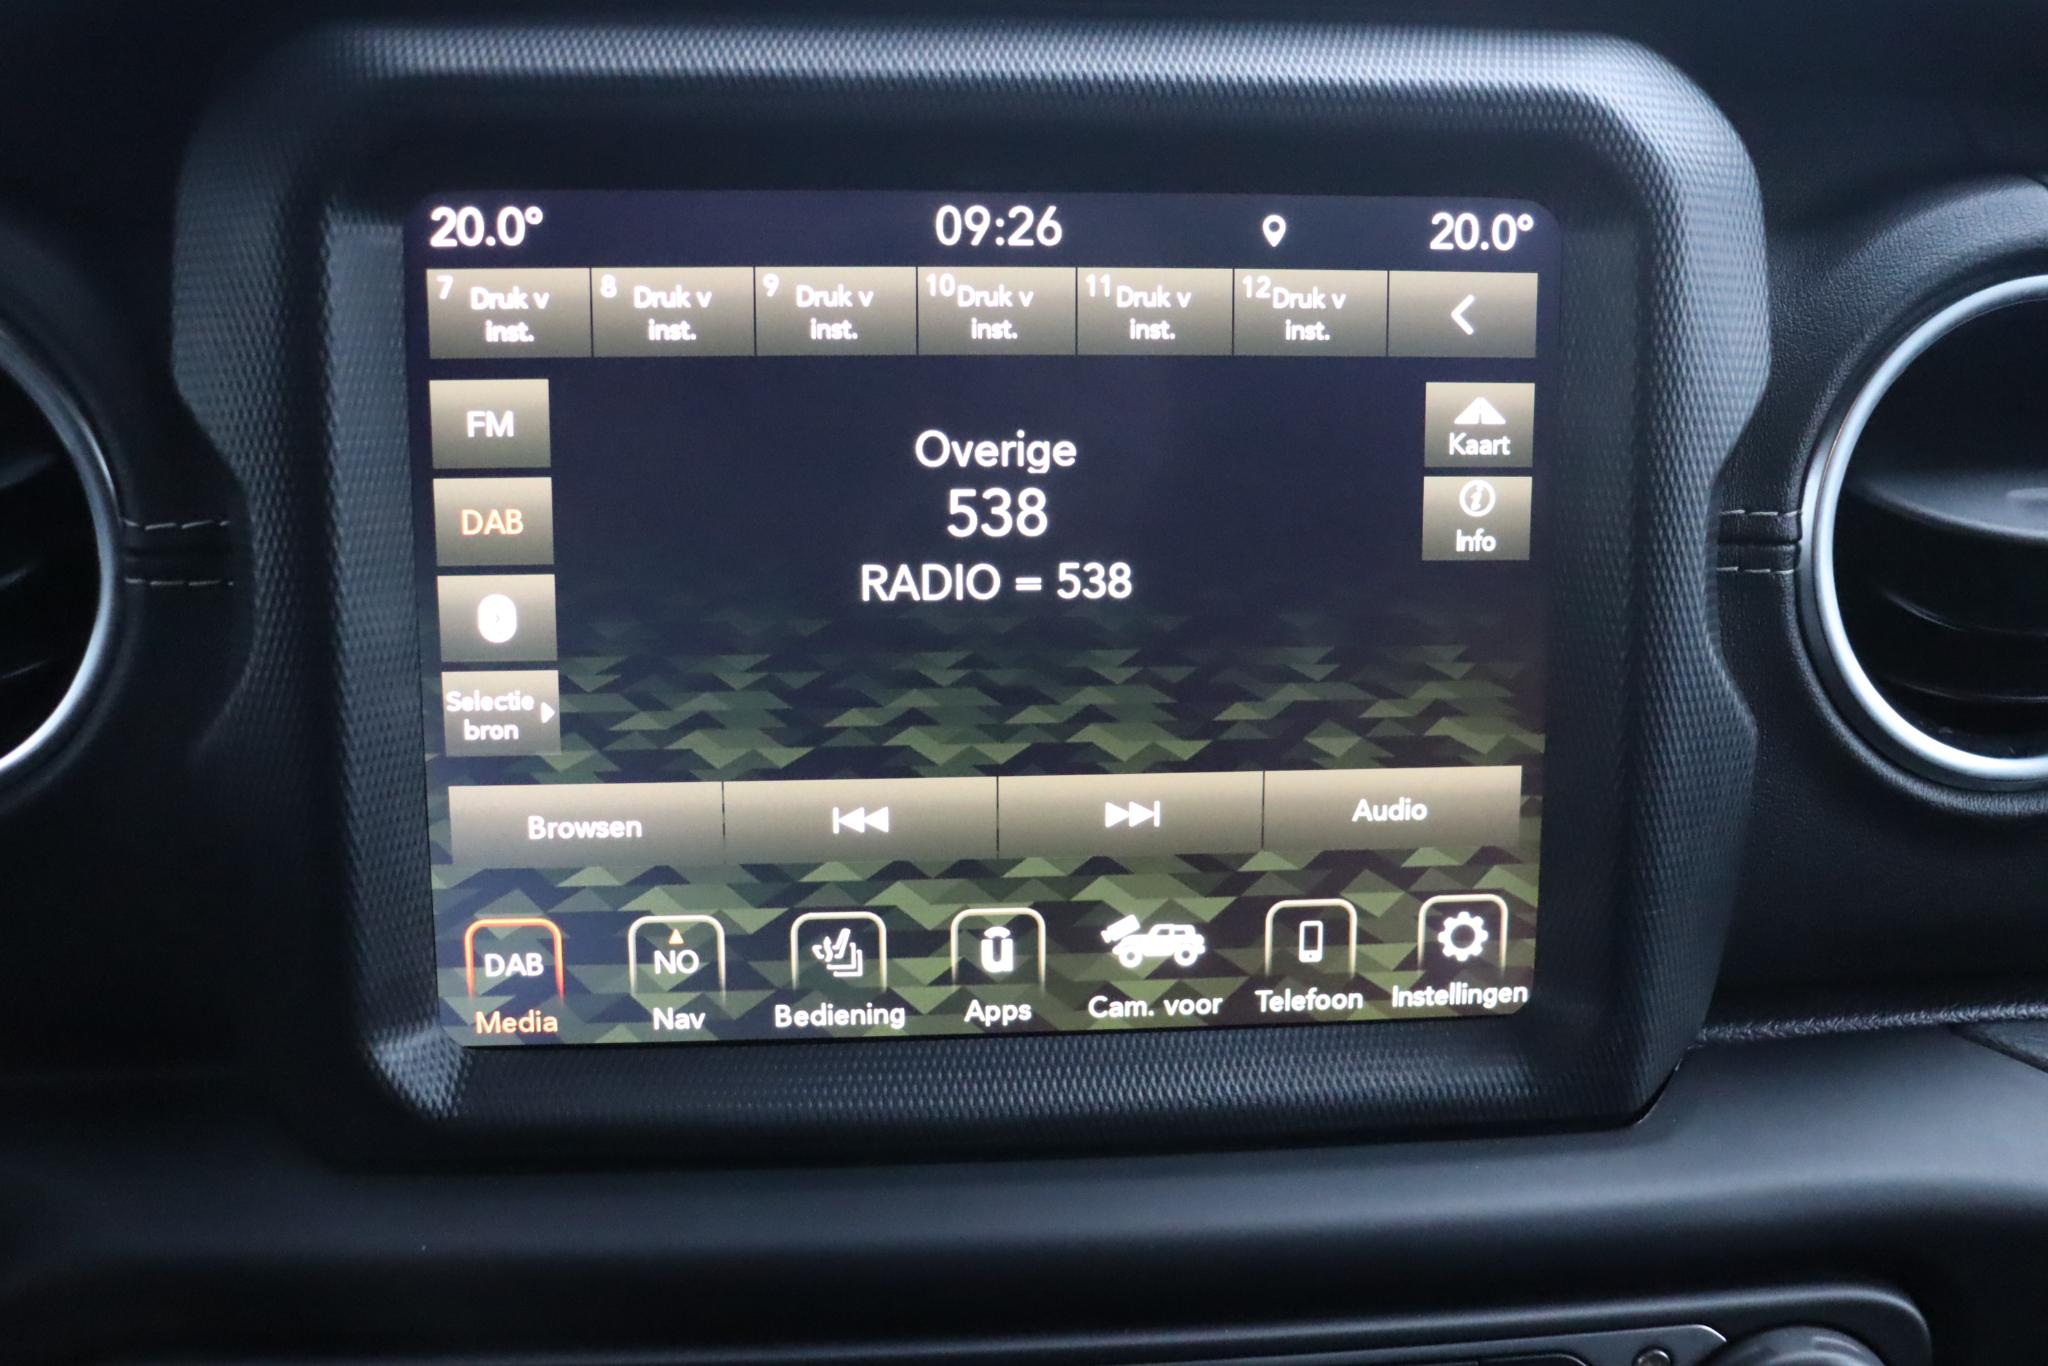 20.0° 09:26 20.0°
7 Druk v inst.
8 Druk v inst.
9 Druk v inst.
10 Druk v inst.
11 Druk v inst.
12 Druk v inst.
FM
DAB
Selectie
bron
Overige
538
RADIO = 538
Kaart
Info
Browsen
Audio
DAB
Media
NO
Nav
Bediening
u
Apps
Cam. voor
Telefoon
Instellingen